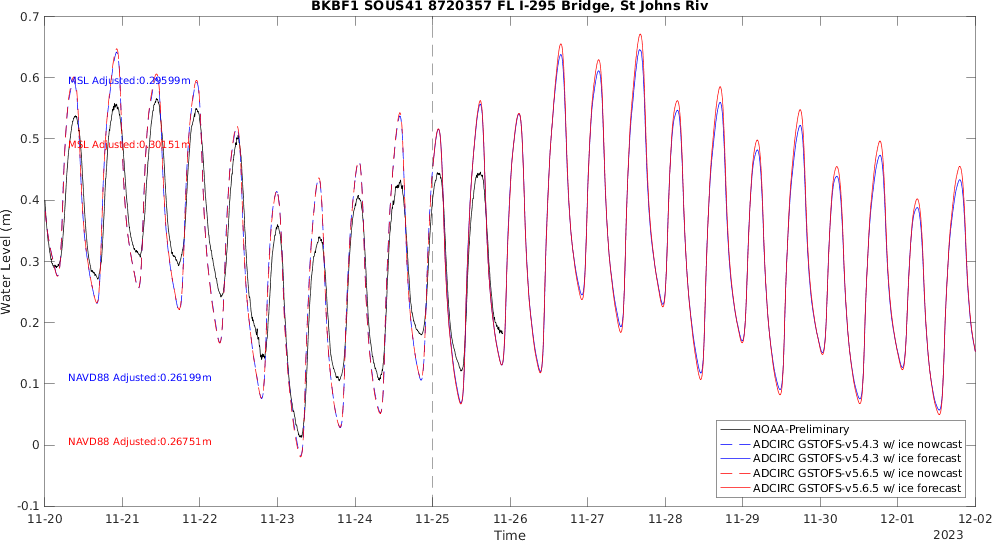 BKBF1 SOUS41 8720357 FL I-295 Bridge, St Johns Riv
0.7
0.6
0.5
0.4
0.3
0.2
0.1
0
-0.1
Water Level (m)
MSL Adjusted:0.29599m
MSL Adjusted:0.30151m
NAVD88 Adjusted:0.26199m
NAVD88 Adjusted:0.26751m
NOAA-Preliminary
ADCIRC GSTOFS-v5.4.3 w/ ice nowcast
ADCIRC GSTOFS-v5.4.3 w/ ice forecast
ADCIRC GSTOFS-v5.6.5 w/ ice nowcast
ADCIRC GSTOFS-v5.6.5 w/ ice forecast
11-20 11-21 11-22 11-23 11-24 11-25 11-26 11-27 11-28 11-29 11-30 12-01 12-02
Time
2023